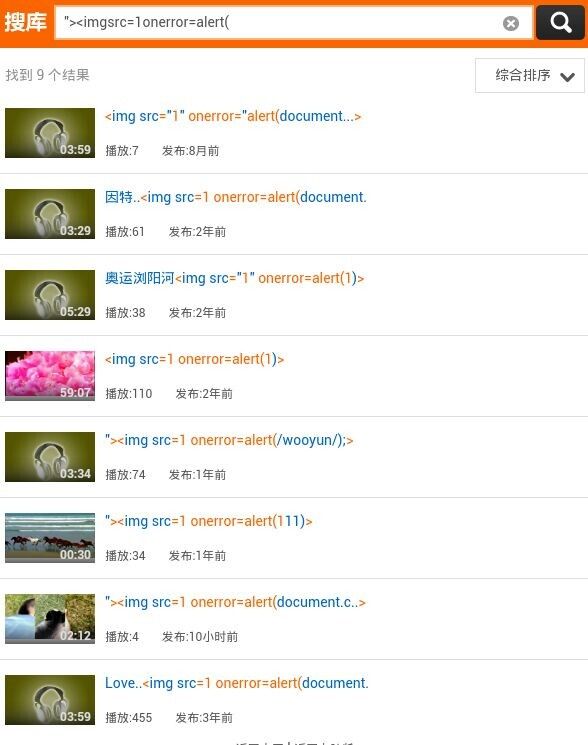 搜库 "><imgsrc=1onerror=alert(
找到 9 个结果 综合排序
03:59 <img src="1" onerror="alert(document...>
播放:7 发布:8月前
03:29 因特..<img src=1 onerror=alert(document.
播放:61 发布:2年前
05:29 奥运浏阳河<img src="1" onerror=alert(1)>
播放:38 发布:2年前
59:07 <img src=1 onerror=alert(1)>
播放:110 发布:2年前
03:34 "><img src=1 onerror=alert(/wooyun/);>
播放:74 发布:1年前
00:30 "><img src=1 onerror=alert(111)>
播放:34 发布:1年前
02:12 "><img src=1 onerror=alert(document.c..>
播放:4 发布:10小时前
03:59 Love..<img src=1 onerror=alert(document.
播放:455 发布:3年前